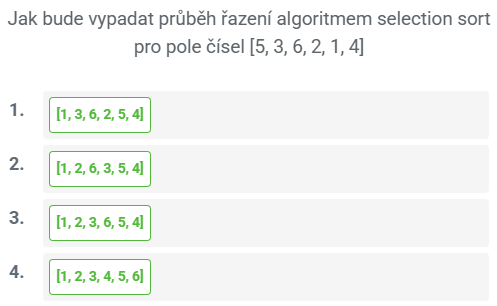 Jak bude vypadat průběh řazení algoritmem selection sort
pro pole čísel [5, 3, 6, 2, 1, 4]
1. [1, 3, 6, 2, 5, 4]
2. [1, 2, 6, 3, 5, 4]
3. [1, 2, 3, 6, 5, 4]
4. [1, 2, 3, 4, 5, 6]